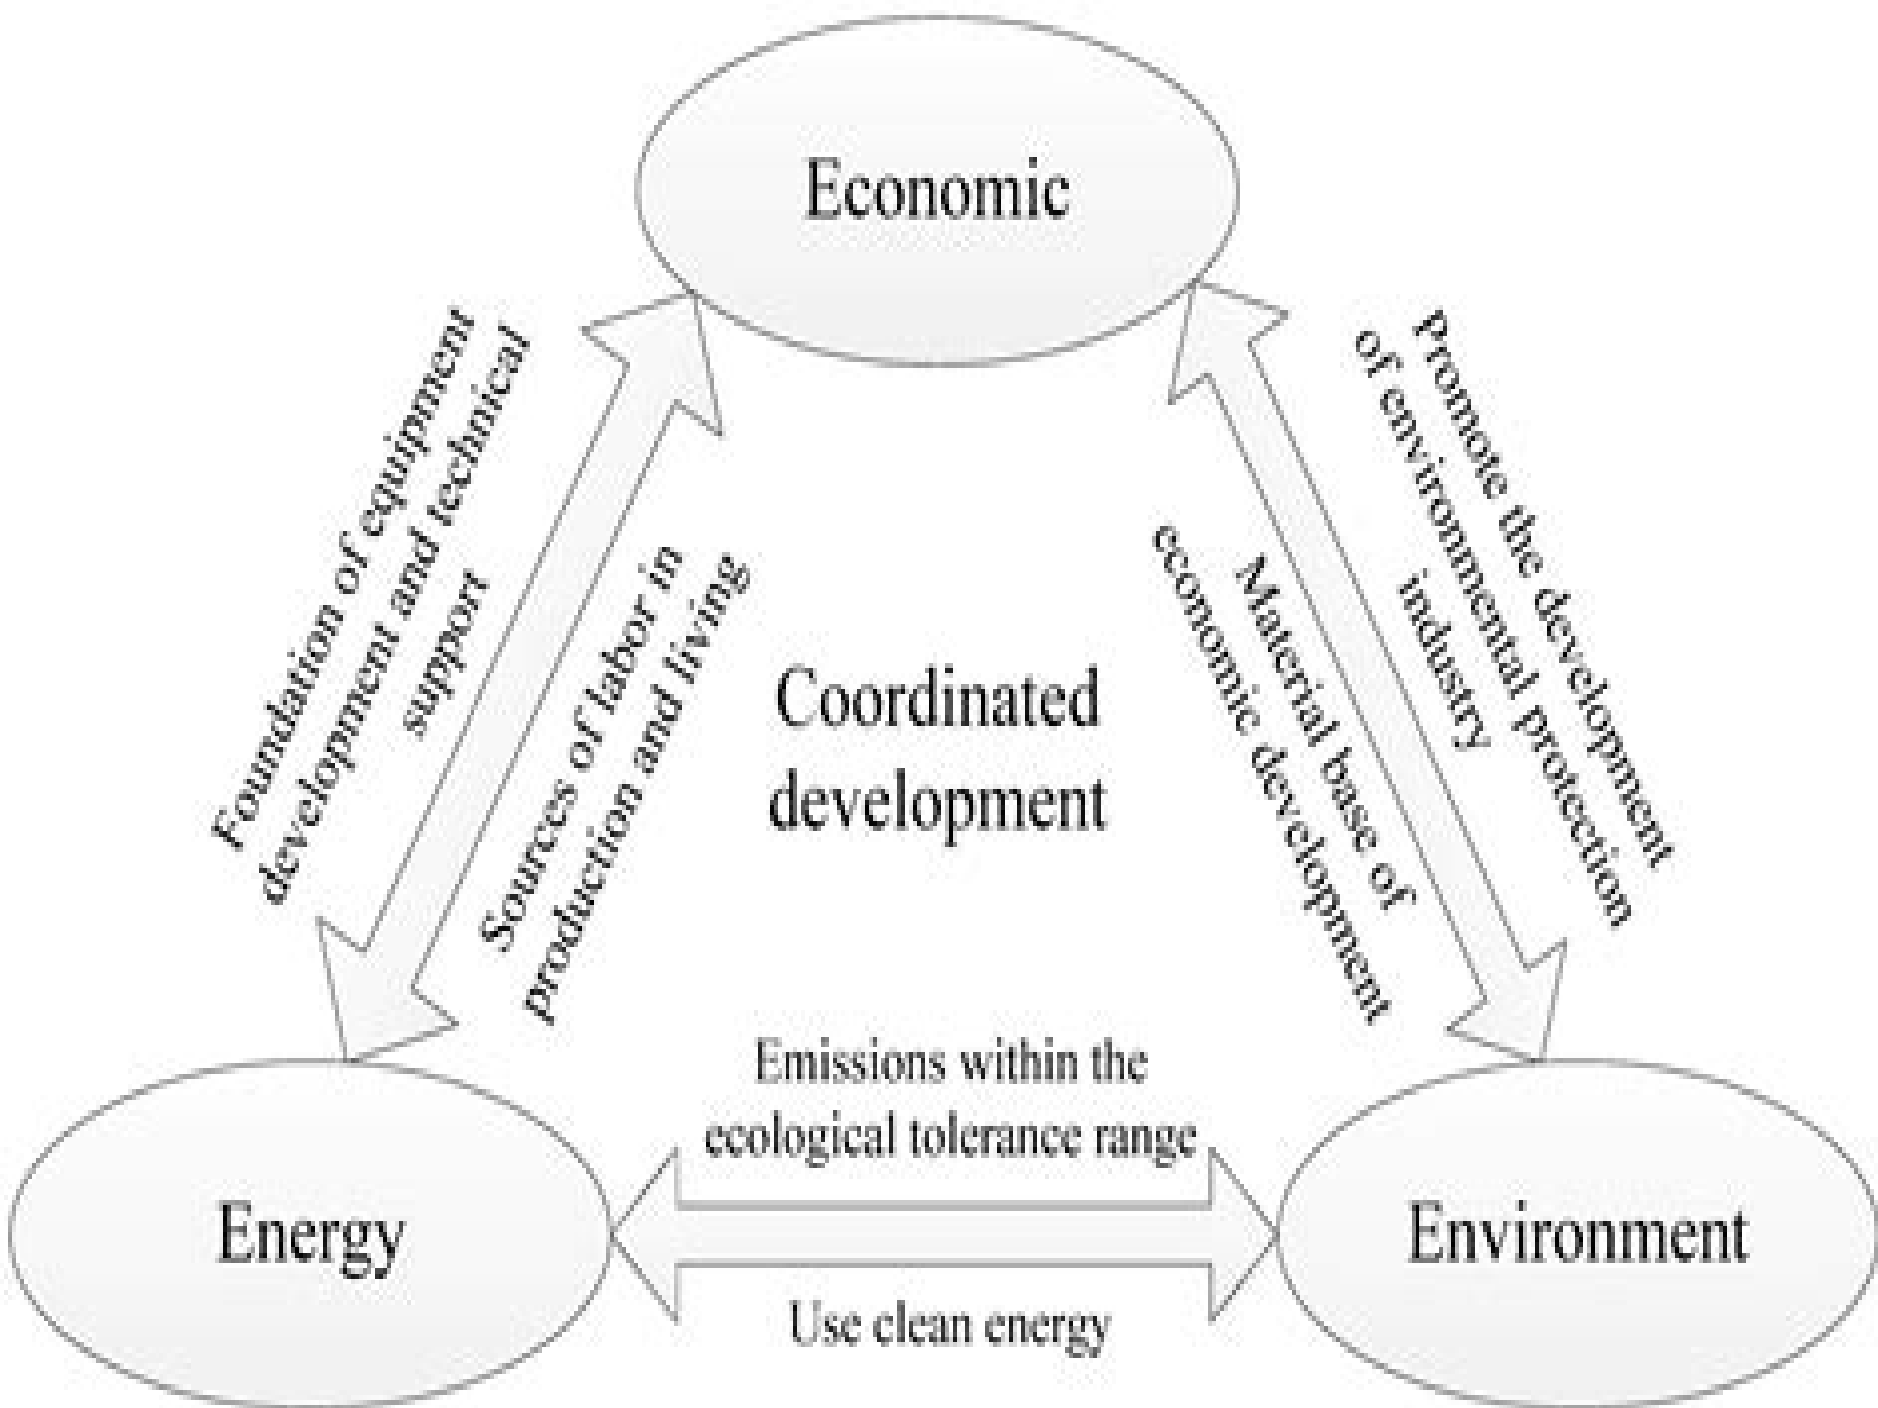 Economic
Foundation of equipment
development and technical
support
Sources of labor in
production and living
Coordinated
development
Promote the development
of environmental protection
industry
Material base of
economic development
Emissions within the
ecological tolerance range
Energy
Environment
Use clean energy